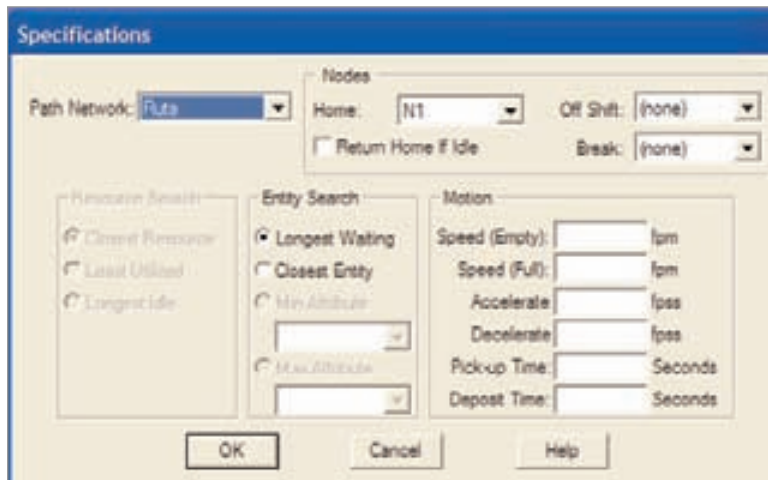 Specifications
Path Network: Ruta
Nodes
Home: N1
Return Home If Idle
Off Shift: (none)
Break: (none)
Resource Search
Closest Resource
Least Utilized
Longest Idle
Entity Search
Longest Waiting
Closest Entity
Min Attribute
Max Attribute
Motion
Speed (Empty): fpm
Speed (Full): fpm
Accelerate fpss
Decelerate fpss
Pick-up Time: Seconds
Deposit Time: Seconds
OK Cancel Help